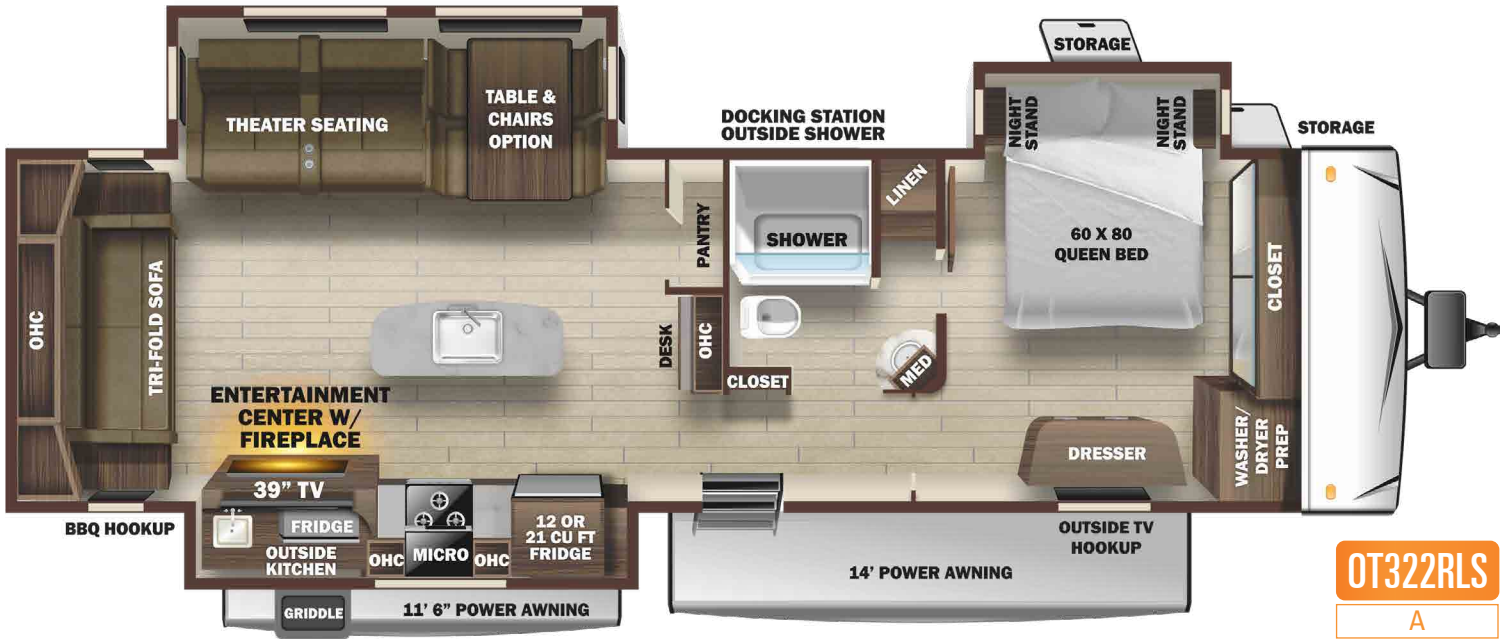 STORAGE
THEATER SEATING
TABLE &
CHAIRS
OPTION
DOCKING STATION
OUTSIDE SHOWER
NIGHT
STAND
NIGHT
STAND
STORAGE
OHC
TRI-FOLD SOFA
PANTRY
SHOWER
LINEN
60 X 80
QUEEN BED
CLOSET
DESK
OHC
CLOSET
MED
ENTERTAINMENT
CENTER W/
FIREPLACE
39” TV
FRIDGE
OUTSIDE
KITCHEN
OHC
MICRO
OHC
12 OR
21 CU FT
FRIDGE
DRESSER
WASHER/
DRYER
PREP
BBQ HOOKUP
OUTSIDE TV
HOOKUP
GRIDDLE
11’ 6” POWER AWNING
14’ POWER AWNING
OT322RLS
A